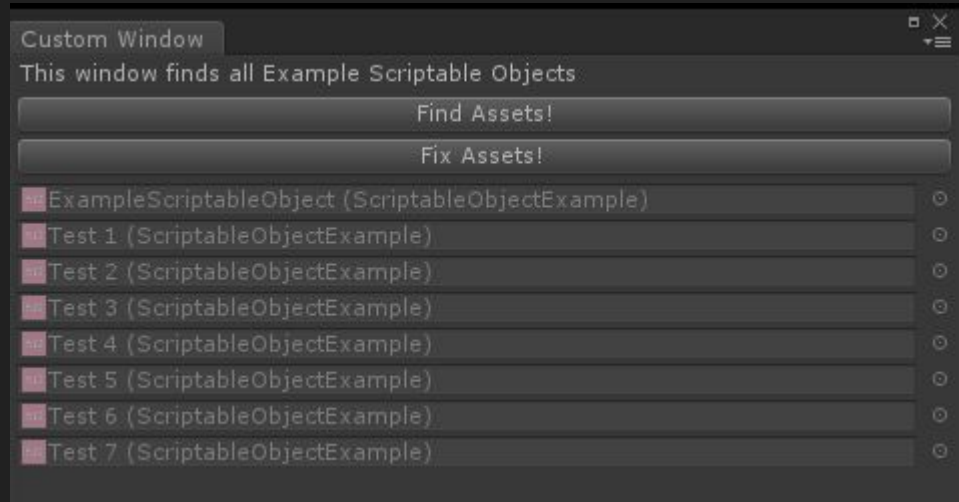 Custom Window
This window finds all Example Scriptable Objects
Find Assets!
Fix Assets!
ExampleScriptableObject (ScriptableObjectExample)
Test 1 (ScriptableObjectExample)
Test 2 (ScriptableObjectExample)
Test 3 (ScriptableObjectExample)
Test 4 (ScriptableObjectExample)
Test 5 (ScriptableObjectExample)
Test 6 (ScriptableObjectExample)
Test 7 (ScriptableObjectExample)